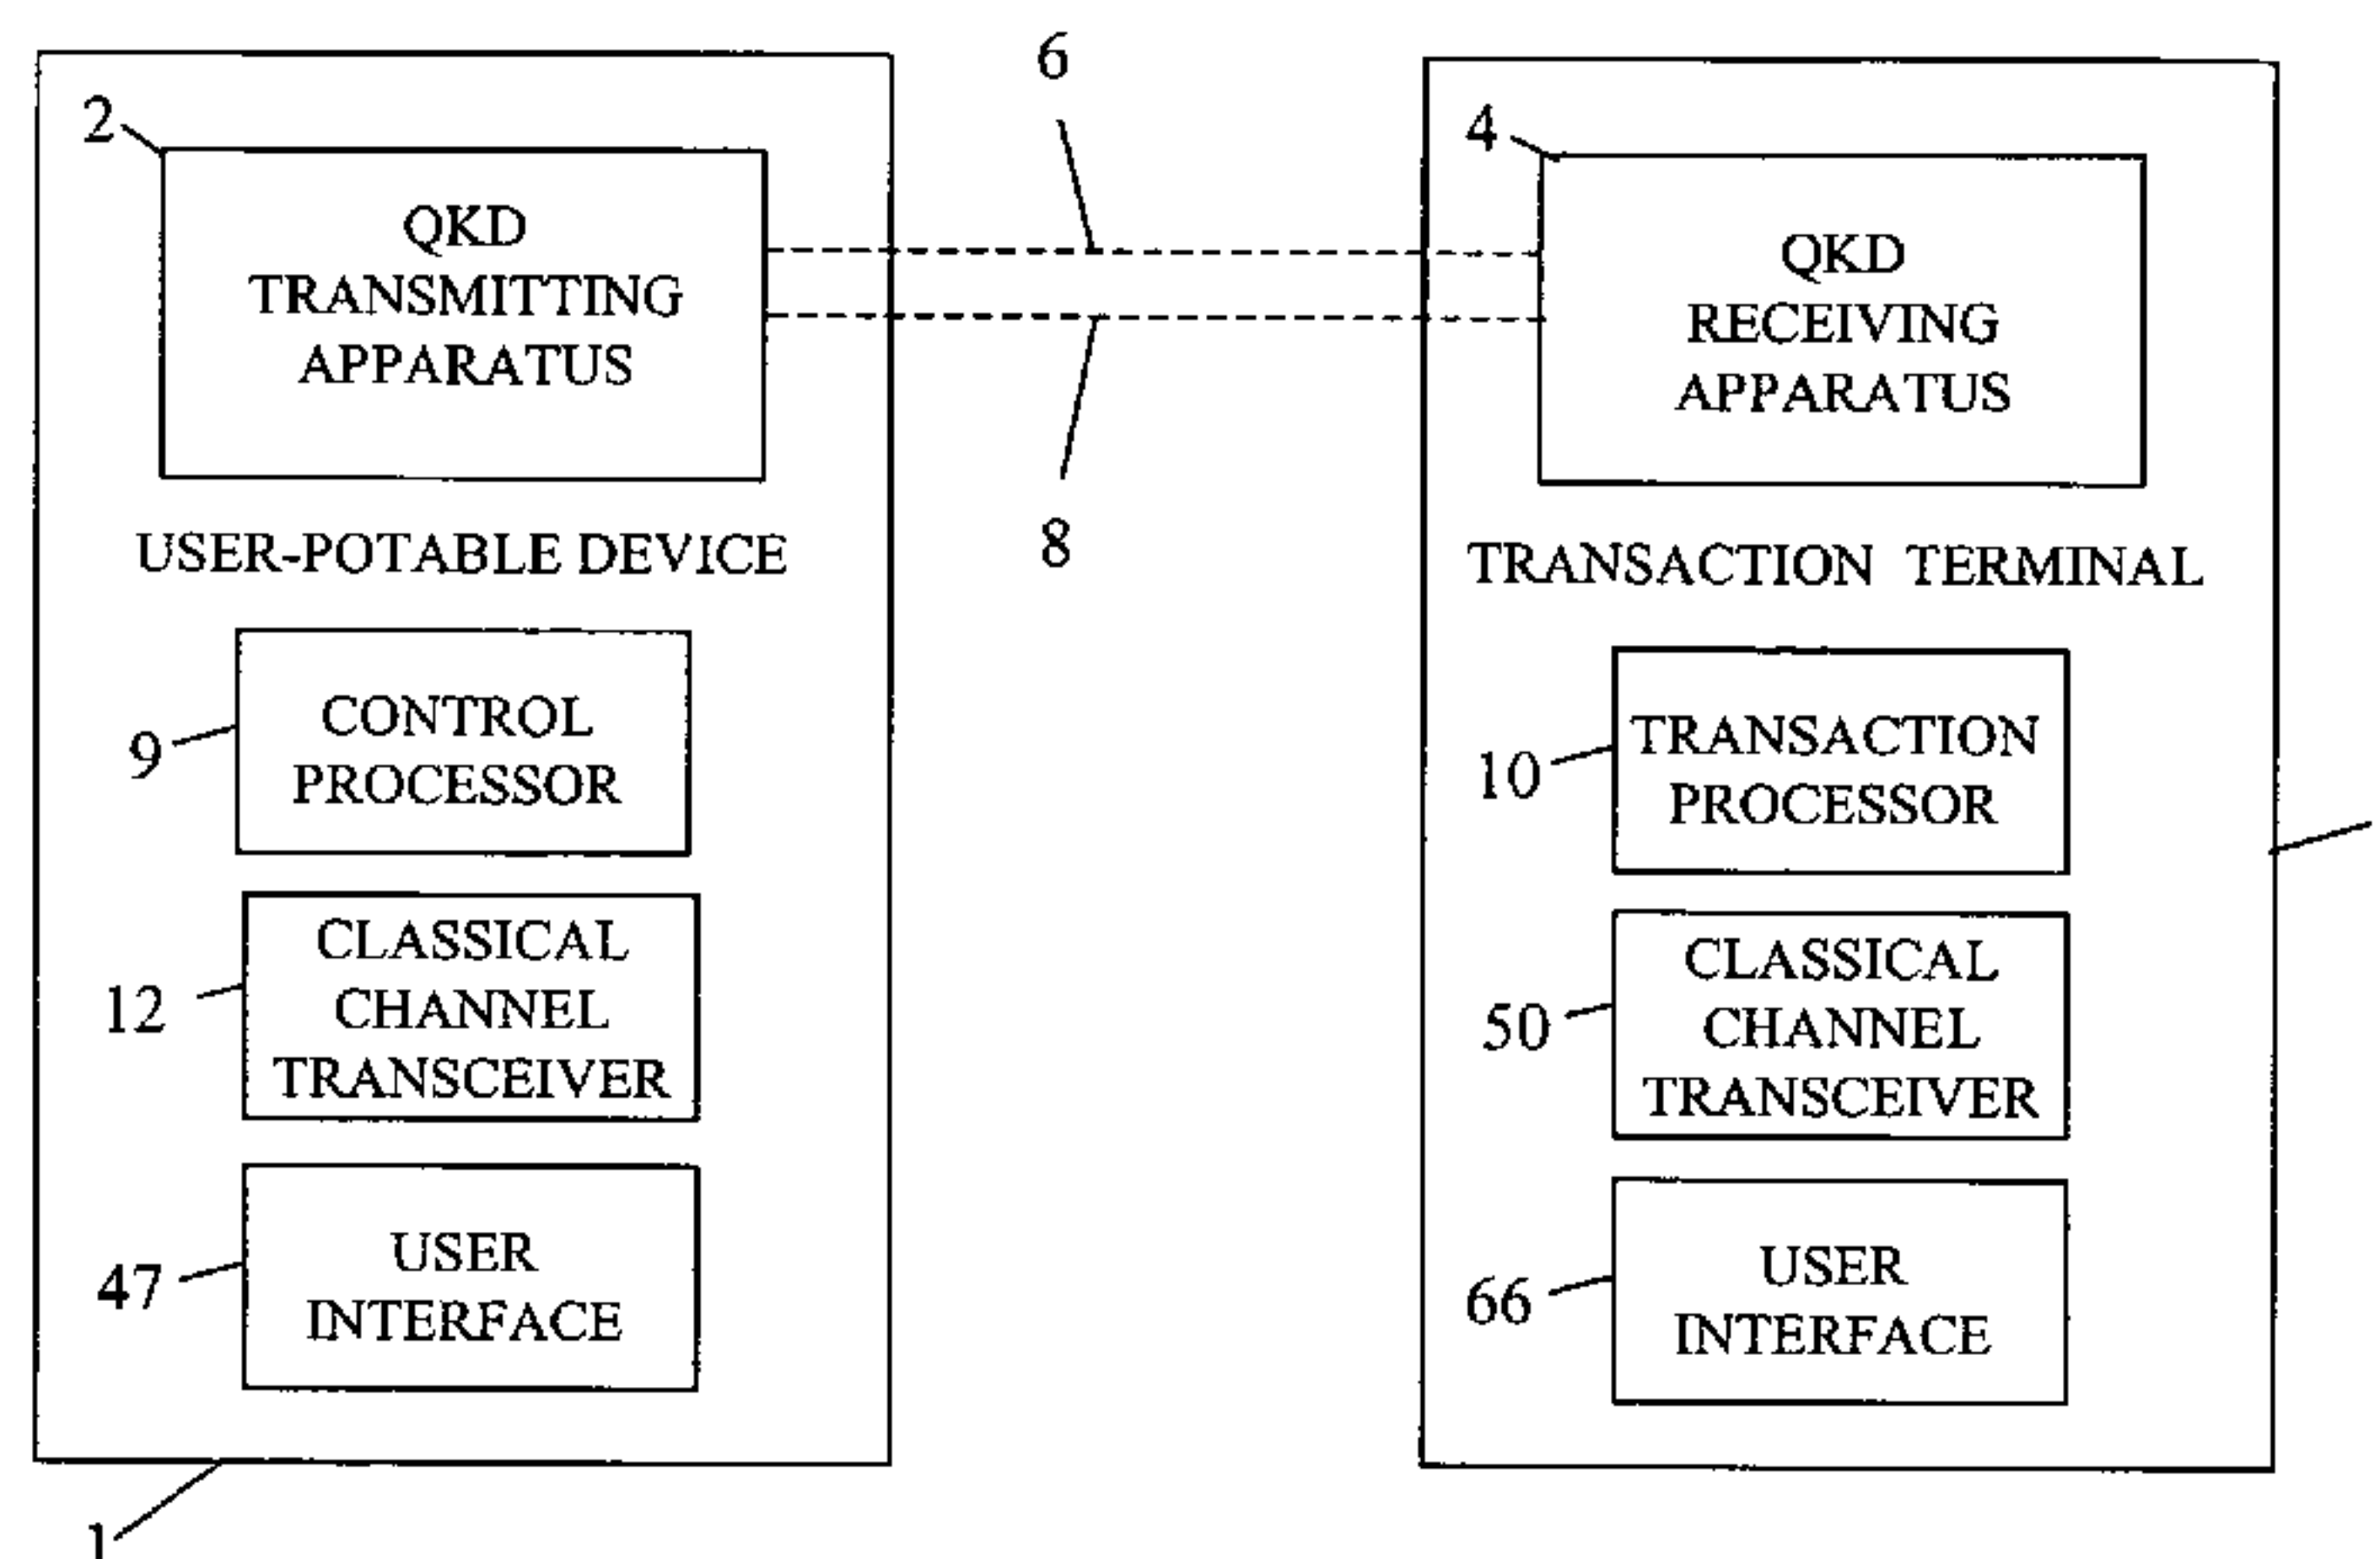 6
2
QKD
TRANSMITTING
APPARATUS
4
QKD
RECEIVING
APPARATUS
8
USER-POTABLE DEVICE
TRANSACTION TERMINAL
9
CONTROL
PROCESSOR
10
TRANSACTION
PROCESSOR
12
CLASSICAL
CHANNEL
TRANSCEIVER
50
CLASSICAL
CHANNEL
TRANSCEIVER
47
USER
INTERFACE
66
USER
INTERFACE
1